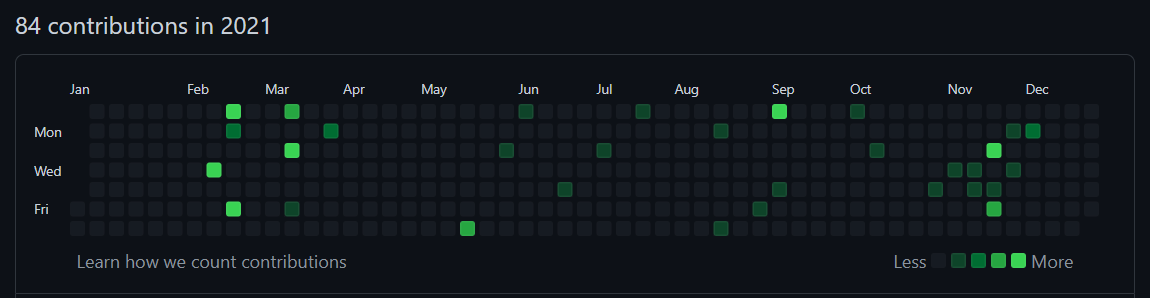 84 contributions in 2021
Jan Feb Mar Apr May Jun Jul Aug Sep Oct Nov Dec
Mon
Wed
Fri
Learn how we count contributions Less More